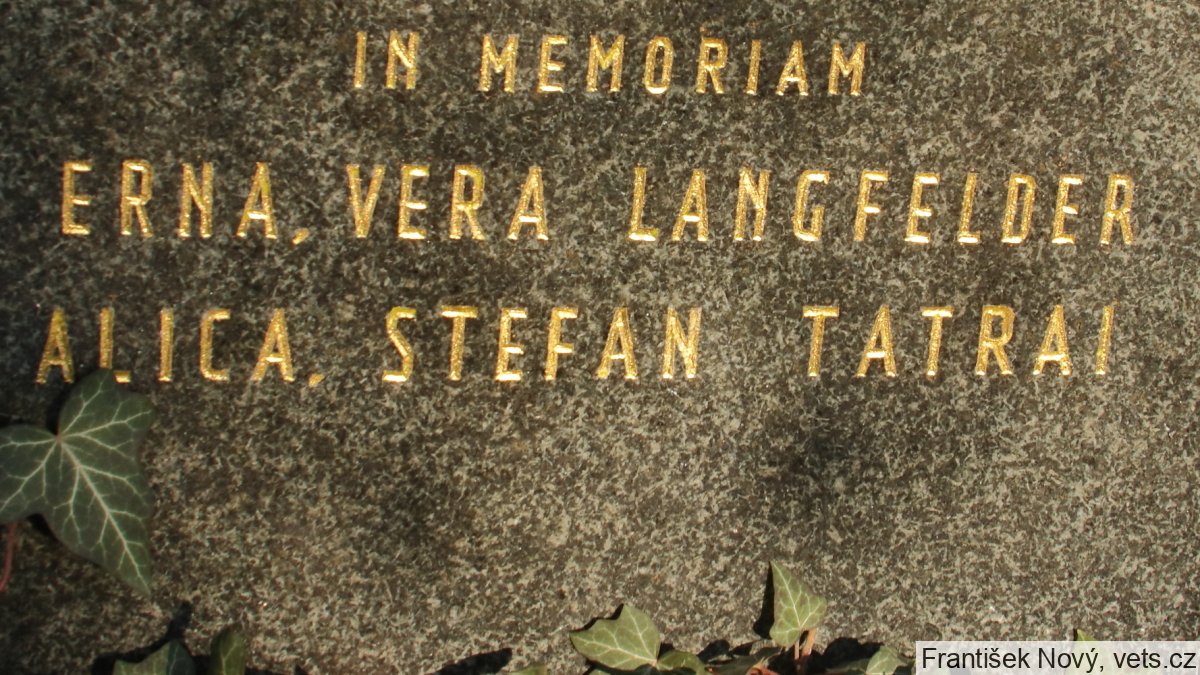 IN MEMORIAM
ERNA, VERA LANGFELDER
ALICA, STEFAN TATRAI
František Nový, vets.cz